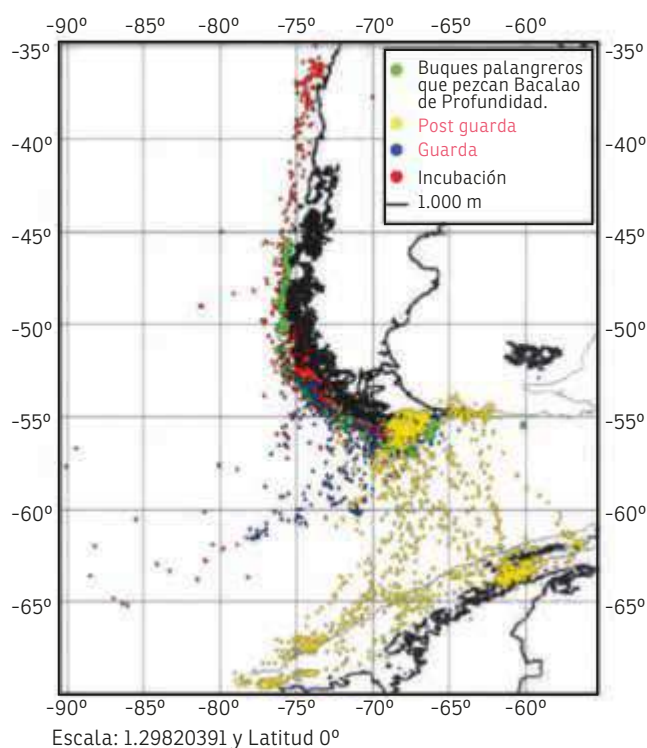 -90º -85º -80º -75º -70º -65º -60º
-35º -35º
Buques palangreros
que pezcan Bacalao
de Profundidad.
Post guarda
Guarda
Incubación
1.000 m
-40º -40º
-45º -45º
-50º -50º
-55º -55º
-60º -60º
-65º -65º
-90º -85º -80º -75º -70º -65º -60º
Escala: 1.29820391 y Latitud 0º